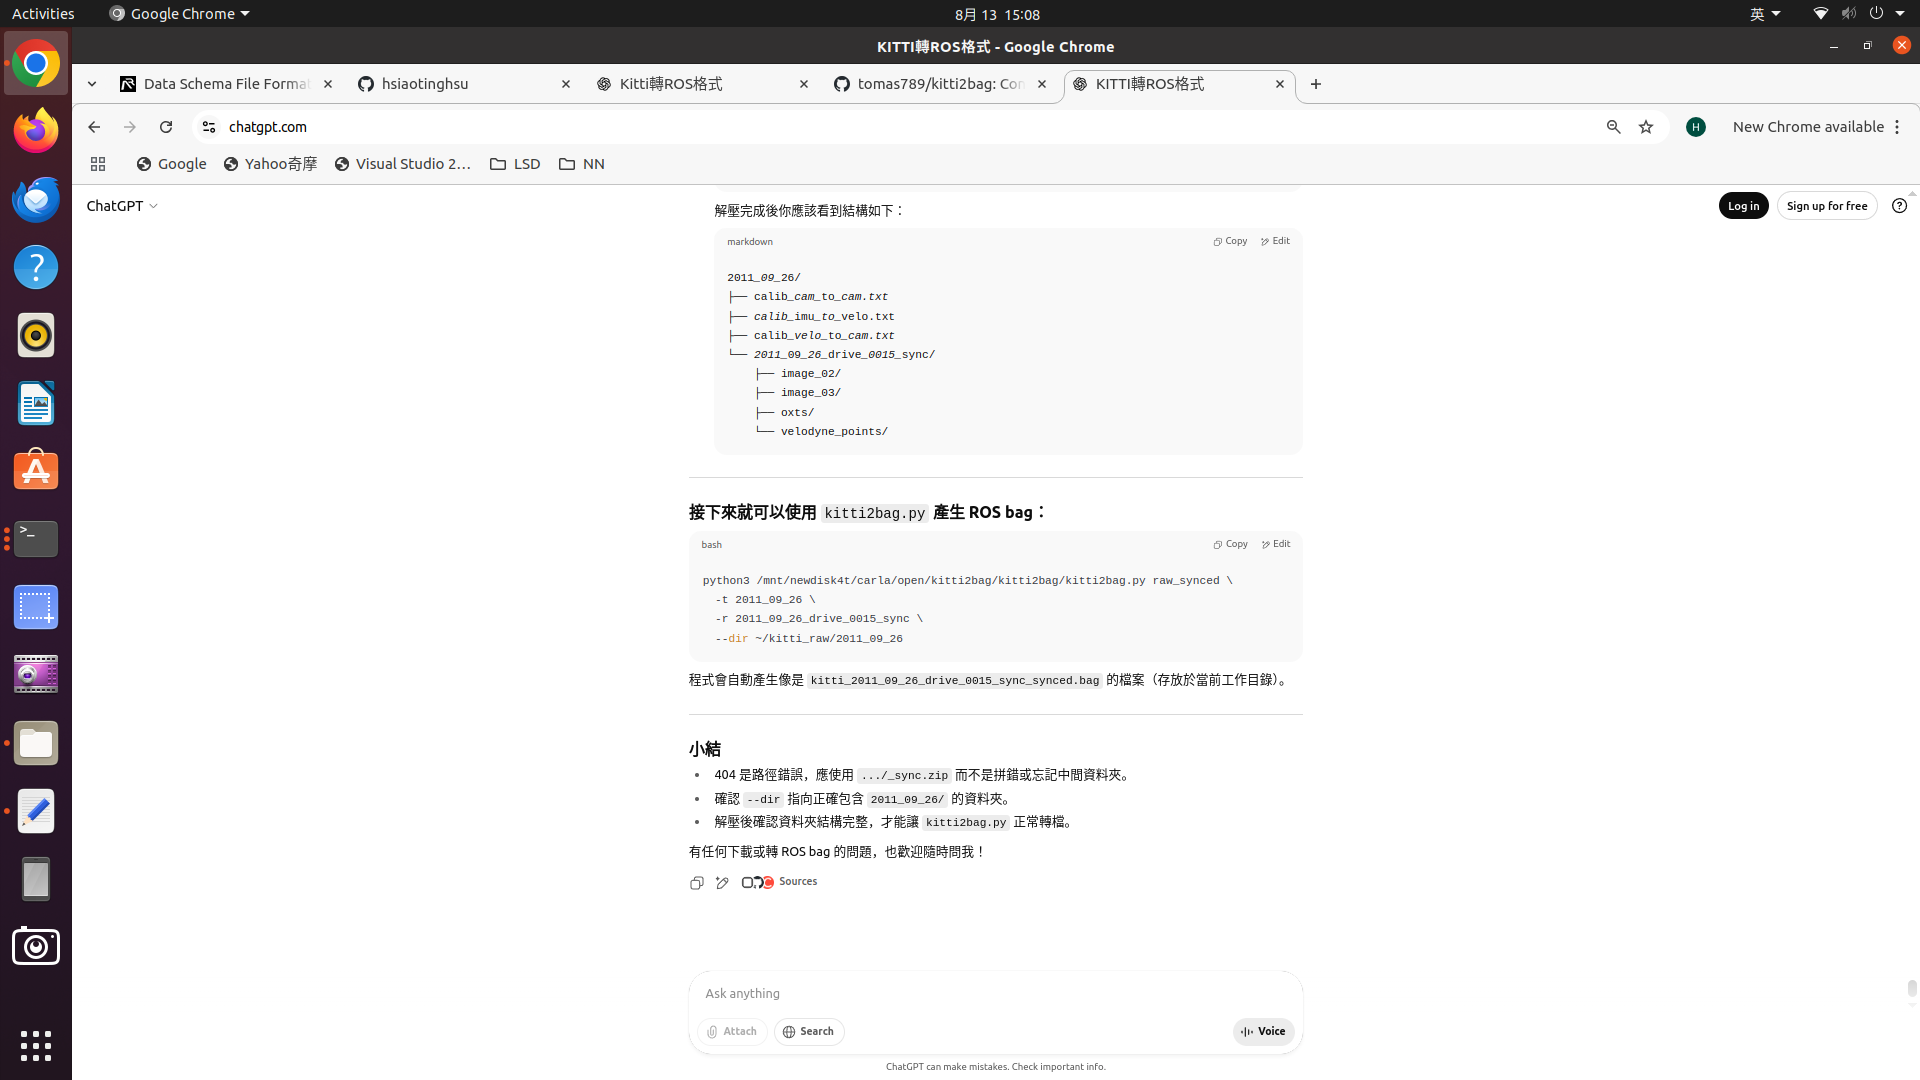 Activities
Google Chrome
8月 13 15:08
英
KITTI轉ROS格式 - Google Chrome
Data Schema File Format
hsiaotinghsu
Kitti轉ROS格式
tomas789/kitti2bag: Con
KITTI轉ROS格式
chatgpt.com
H
New Chrome available
Google
Yahoo奇摩
Visual Studio 2…
LSD
NN
ChatGPT
Log in
Sign up for free
解壓完成後你應該看到結構如下：
markdown
Copy
Edit
2011_09_26/
├── calib_cam_to_cam.txt
├── calib_imu_to_velo.txt
├── calib_velo_to_cam.txt
└── 2011_09_26_drive_0015_sync/
├── image_02/
├── image_03/
├── oxts/
└── velodyne_points/
接下來就可以使用 kitti2bag.py 產生 ROS bag：
bash
Copy
Edit
python3 /mnt/newdisk4t/carla/open/kitti2bag/kitti2bag/kitti2bag.py raw_synced \
-t 2011_09_26 \
-r 2011_09_26_drive_0015_sync \
--dir ~/kitti_raw/2011_09_26
程式會自動產生像是 kitti_2011_09_26_drive_0015_sync_synced.bag 的檔案（存放於當前工作目錄）。
小結
• 404 是路徑錯誤，應使用 .../_sync.zip 而不是拼錯或忘記中間資料夾。
• 確認 --dir 指向正確包含 2011_09_26/ 的資料夾。
• 解壓後確認資料夾結構完整，才能讓 kitti2bag.py 正常轉檔。
有任何下載或轉 ROS bag 的問題，也歡迎隨時問我！
Sources
Ask anything
Attach
Search
Voice
ChatGPT can make mistakes. Check important info.